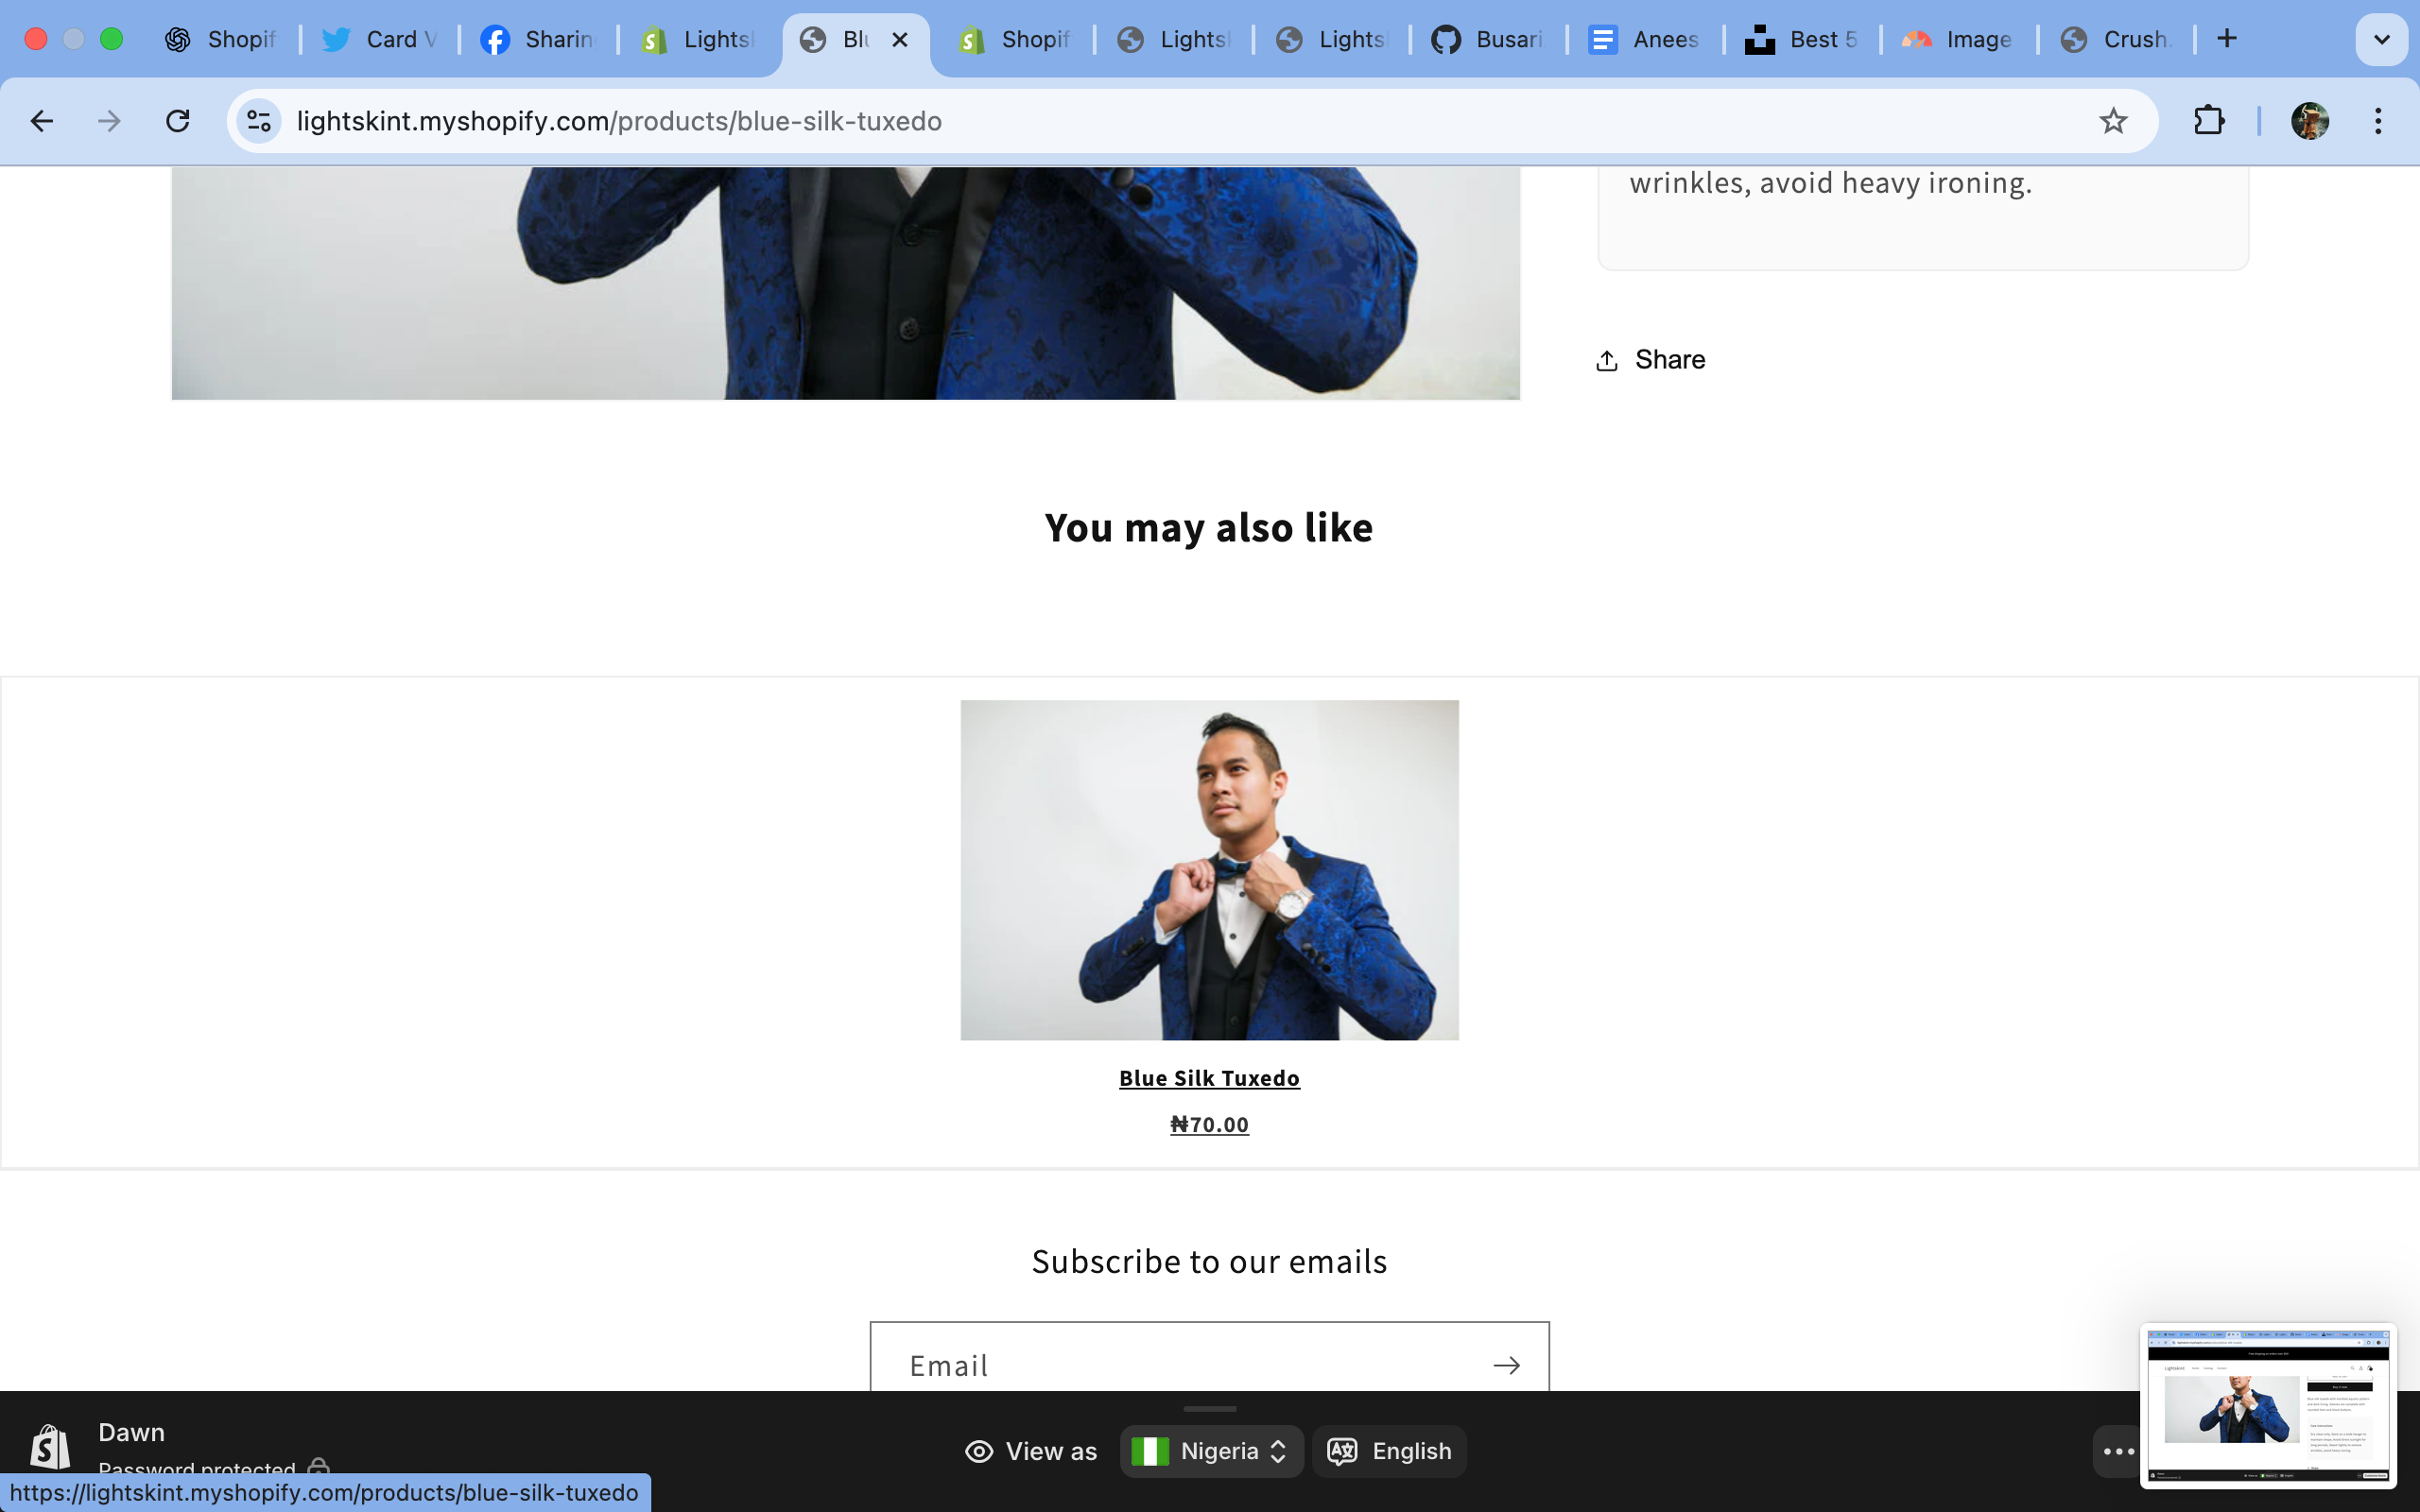 Shopif
Card V
Sharin
Lights
Blu
Shopif
Lights
Lights
Busari
Anees
Best 5
Image
Crush.
lightskint.myshopify.com/products/blue-silk-tuxedo
wrinkles, avoid heavy ironing.
Share
You may also like
Blue Silk Tuxedo
₦70.00
Subscribe to our emails
Email
Dawn
Password protected
View as
Nigeria
English
https://lightskint.myshopify.com/products/blue-silk-tuxedo